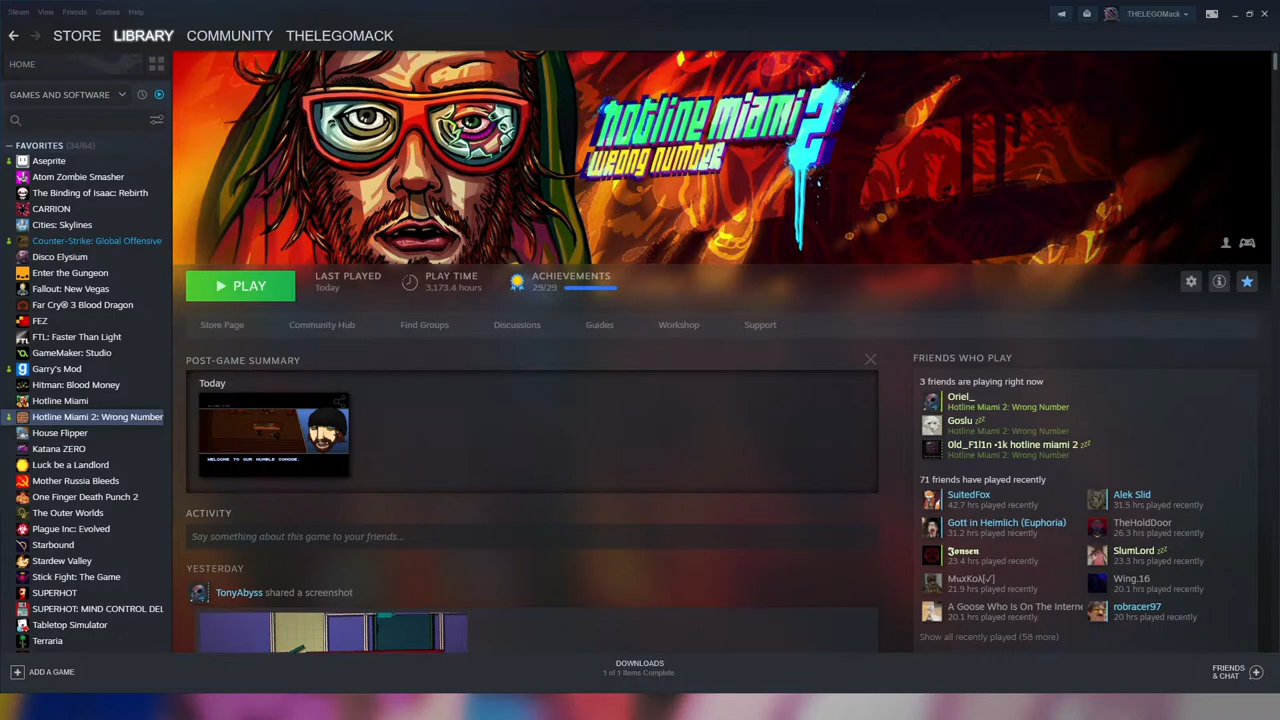 Steam View Friends Games Help
THELEGOMack
STORE LIBRARY COMMUNITY THELEGOMACK
HOME
GAMES AND SOFTWARE
FAVORITES (34/64)
Aseprite
Atom Zombie Smasher
The Binding of Isaac: Rebirth
CARRION
Cities: Skylines
Counter-Strike: Global Offensive
Disco Elysium
Enter the Gungeon
Fallout: New Vegas
Far Cry® 3 Blood Dragon
FEZ
FTL: Faster Than Light
GameMaker: Studio
Garry's Mod
Hitman: Blood Money
Hotline Miami
Hotline Miami 2: Wrong Number
House Flipper
Katana ZERO
Luck be a Landlord
Mother Russia Bleeds
One Finger Death Punch 2
The Outer Worlds
Plague Inc: Evolved
Starbound
Stardew Valley
Stick Fight: The Game
SUPERHOT
SUPERHOT: MIND CONTROL DEL
Tabletop Simulator
Terraria
ADD A GAME
hotline miami 2
wrong number
PLAY
LAST PLAYED
Today
PLAY TIME
3,173.4 hours
ACHIEVEMENTS
29/29
Store Page Community Hub Find Groups Discussions Guides Workshop Support
POST-GAME SUMMARY
Today
WELCOME TO OUR HUMBLE COMODE.
ACTIVITY
Say something about this game to your friends...
YESTERDAY
TonyAbyss shared a screenshot
FRIENDS WHO PLAY
3 friends are playing right now
Oriel_
Hotline Miami 2: Wrong Number
Goslu zzz
Hotline Miami 2: Wrong Number
0ld_F1l1n •1k hotline miami 2 zzz
Hotline Miami 2: Wrong Number
71 friends have played recently
SuitedFox
42.7 hrs played recently
Alek Slid
31.5 hrs played recently
Gott in Heimlich (Euphoria)
31.2 hrs played recently
TheHoldDoor
26.3 hrs played recently
Jonsen
23.4 hrs played recently
SlumLord zzz
23.3 hrs played recently
21.9 hrs played recently
Wing.16
20.1 hrs played recently
A Goose Who Is On The Intern
20.1 hrs played recently
robracer97
20 hrs played recently
Show all recently played (58 more)
DOWNLOADS
1 of 1 Items Complete
FRIENDS
& CHAT